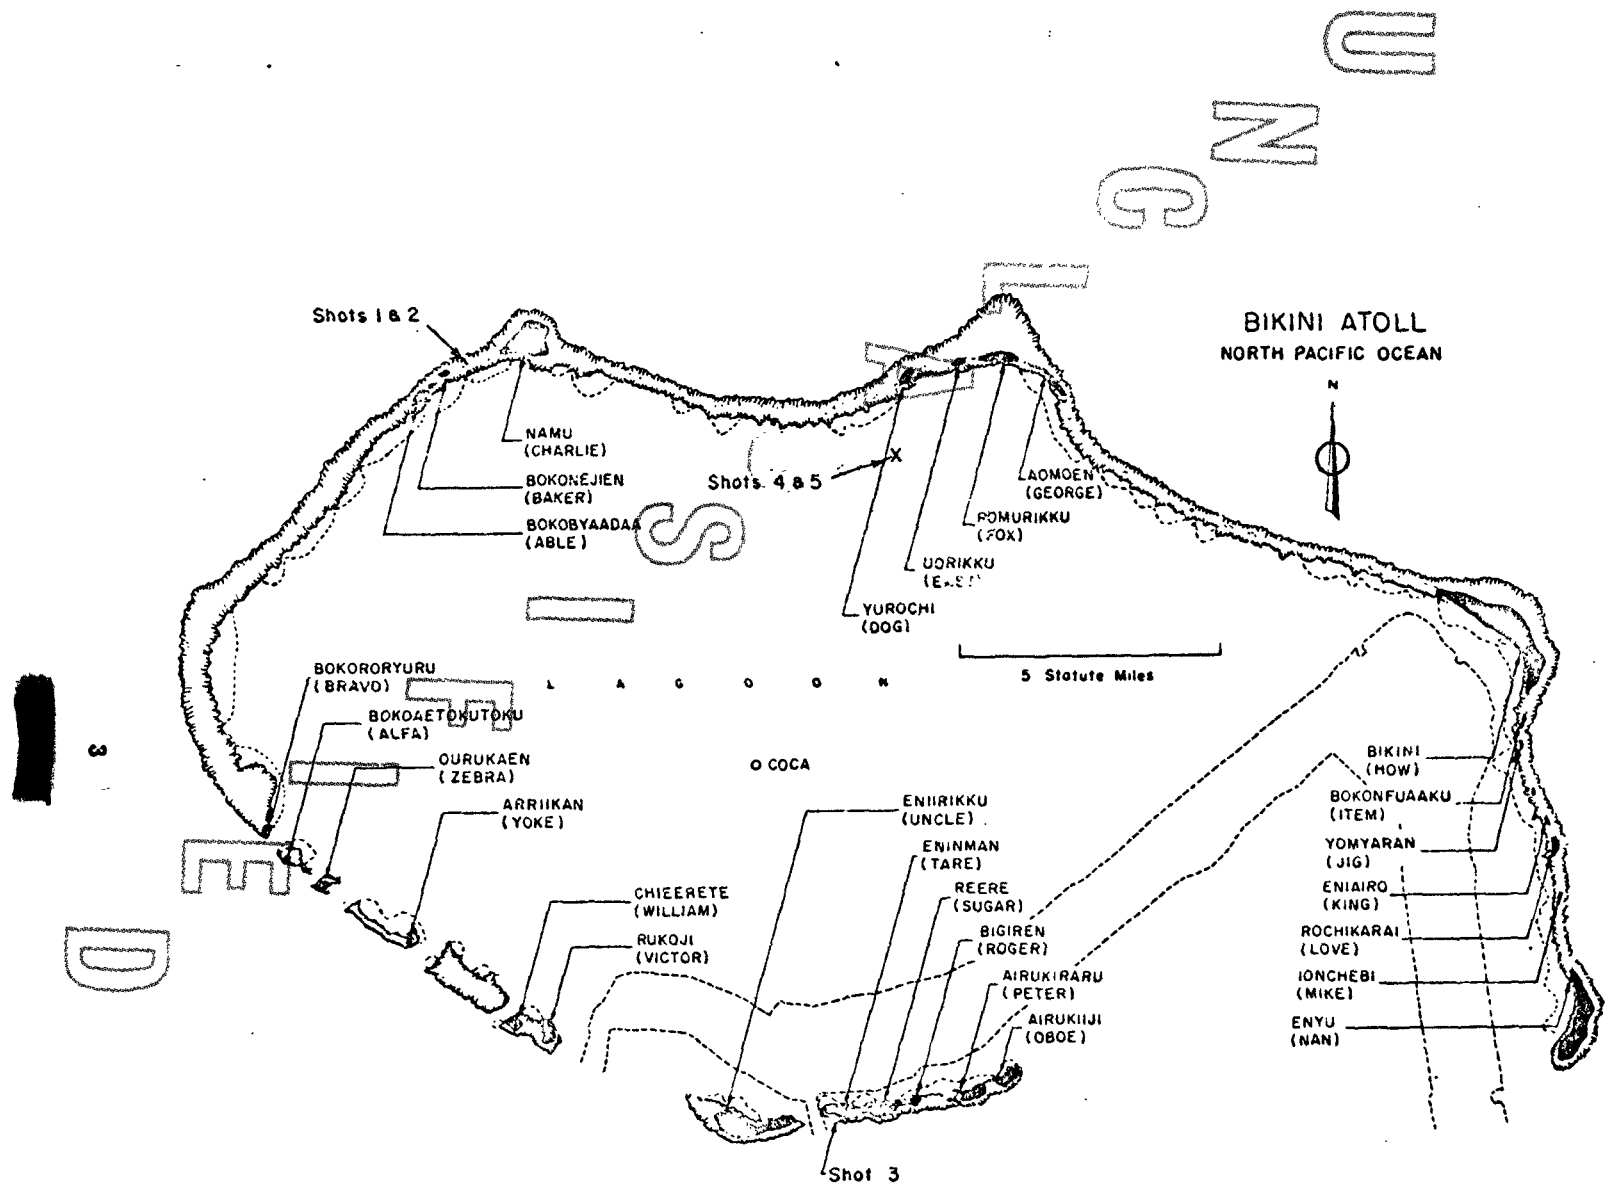 UNCLASSIFIED
BIKINI ATOLL
NORTH PACIFIC OCEAN
N
Shots 1 & 2
NAMU
(CHARLIE)
BOKONEJIEN
(BAKER)
BOKOBYAADAA
(ABLE)
Shots 4 & 5
X
AOMOEN
(GEORGE)
ROMURIKKU
(FOX)
UORIKKU
YUROCHI
(DOG)
5 Statute Miles
LAGOON
COCA
BOKORORYURU
(BRAVO)
BOKOAETOKUTOKU
(ALFA)
OURUKAEN
(ZEBRA)
ARRIIKAN
(YOKE)
CHIEERETE
(WILLIAM)
RUKOJI
(VICTOR)
ENIIRIKKU
(UNCLE)
ENINMAN
(TARE)
REERE
(SUGAR)
BIGIREN
(ROGER)
AIRUKIRARU
(PETER)
AIRUKIIJI
(OBOE)
BIKINI
(HOW)
BOKONFUAAKU
(ITEM)
YOMYARAN
(JIG)
ENIAIRO
(KING)
ROCHIKARAI
(LOVE)
IONCHEBI
(MIKE)
ENYU
(NAN)
Shot 3
3